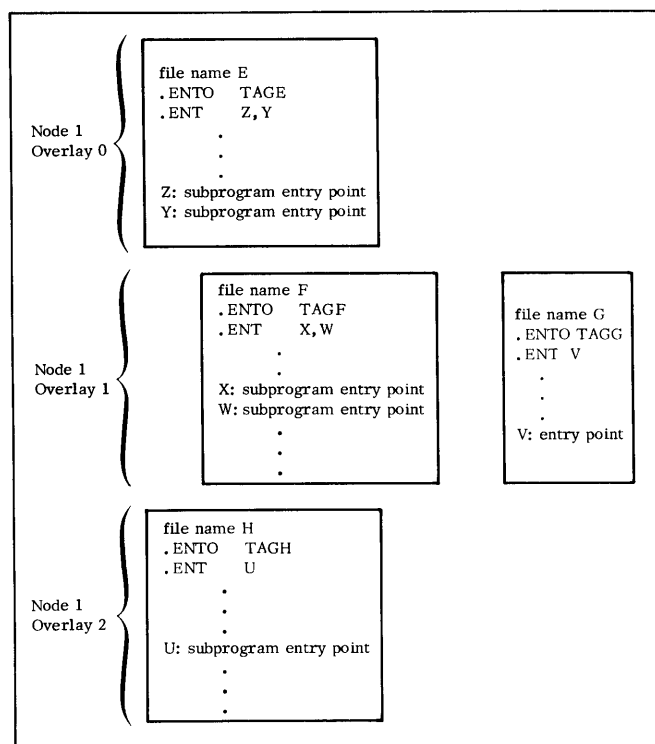 Node 1
Overlay 0
file name E
.ENTO TAGE
.ENT Z,Y
.
.
.
Z: subprogram entry point
Y: subprogram entry point
Node 1
Overlay 1
file name F
.ENTO TAGF
.ENT X,W
.
.
X: subprogram entry point
W: subprogram entry point
.
.
.
file name G
.ENTO TAGG
.ENT V
.
.
.
V: entry point
Node 1
Overlay 2
file name H
.ENTO TAGH
.ENT U
.
.
.
U: subprogram entry point
.
.
.